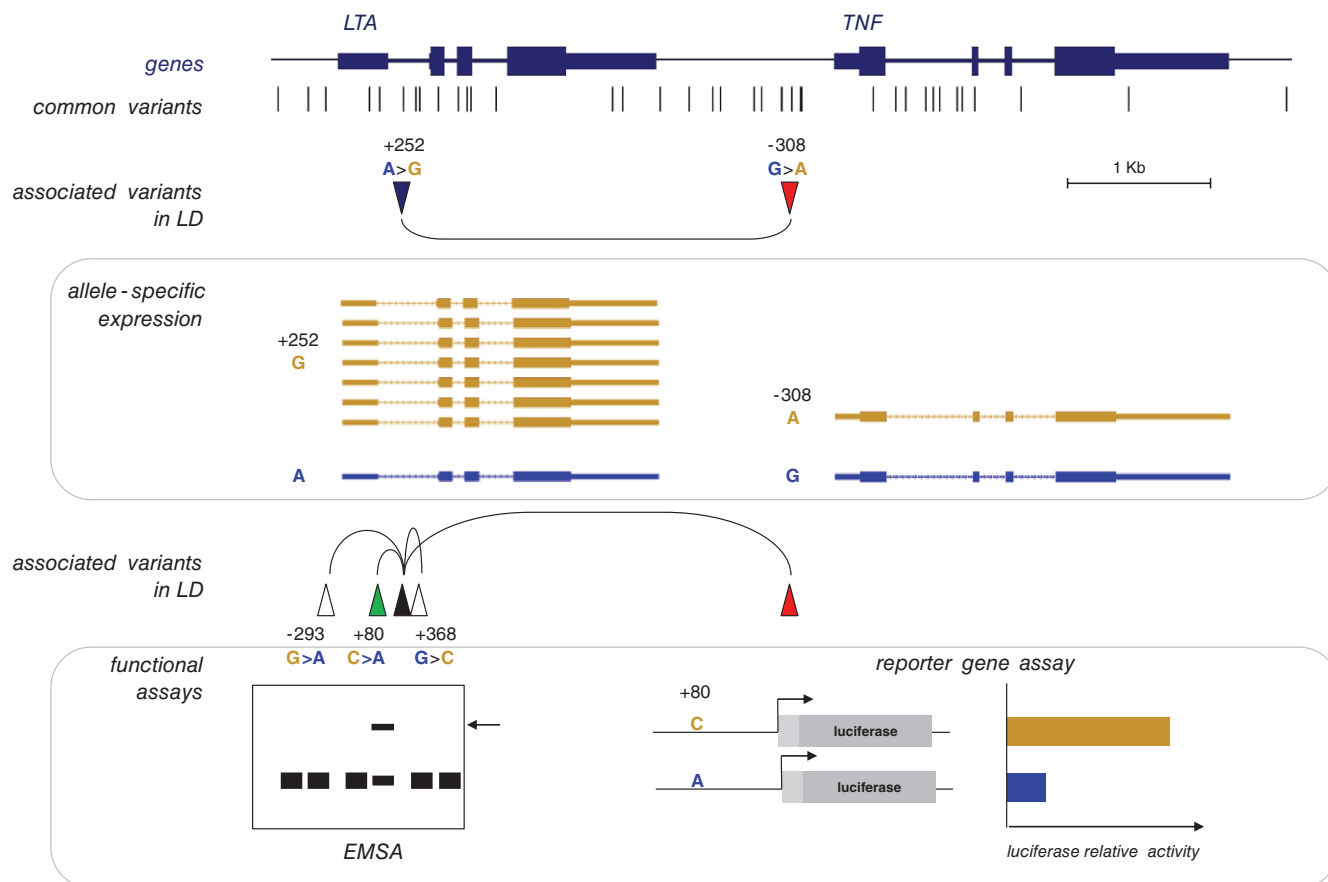 LTA TNF
genes
common variants
+252 -308
A>G G>A
1 Kb
associated variants
in LD
allele-specific
expression
+252
G
-308
A
A G
associated variants
in LD
-293 +80 +368
G>A C>A G>C
functional
assays
reporter gene assay
+80
C
luciferase
A
luciferase
EMSA
luciferase relative activity